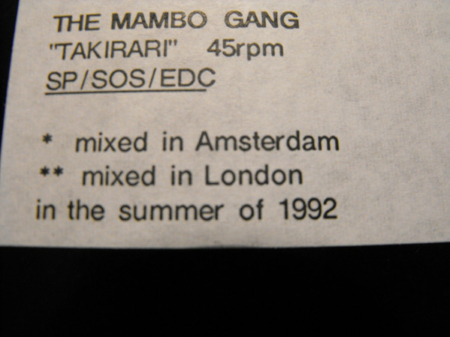 THE MAMBO GANG
"TAKIRARI" 45rpm
SP/SOS/EDC
* mixed in Amsterdam
** mixed in London
in the summer of 1992